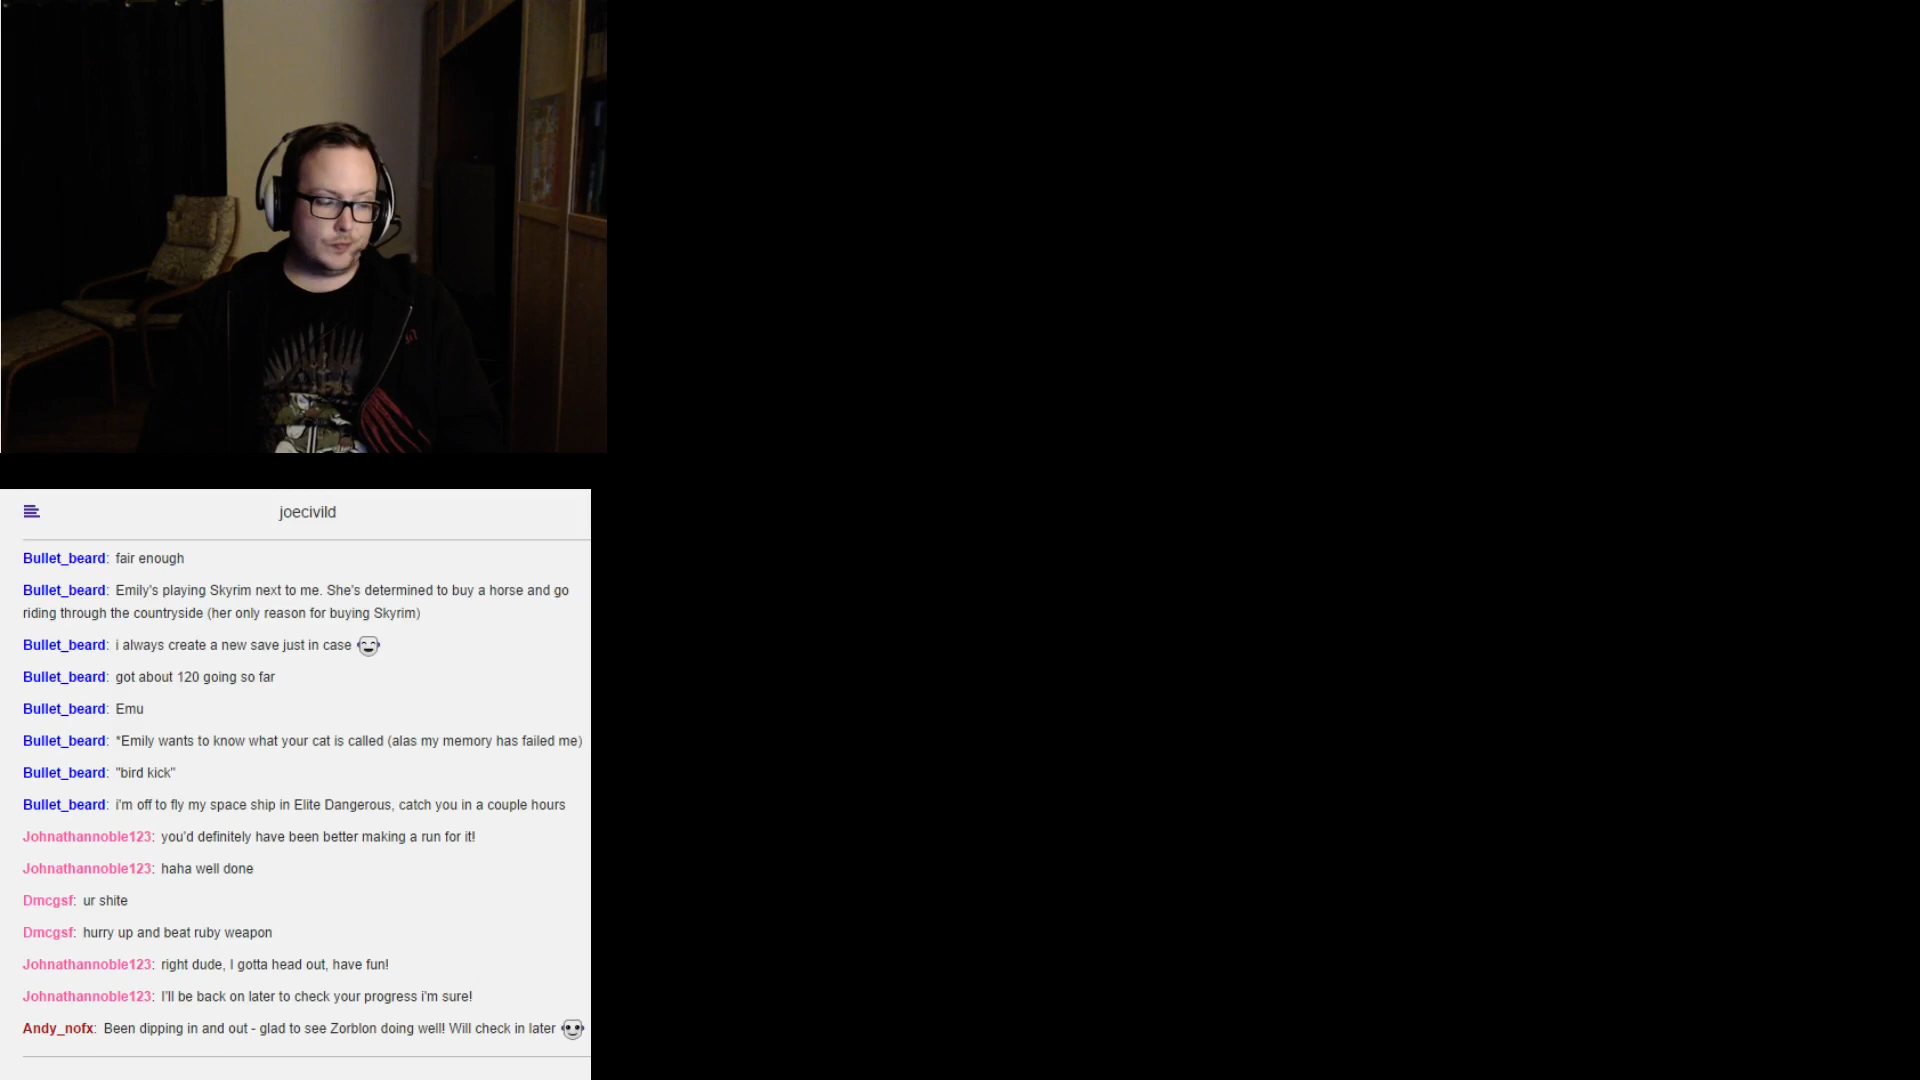 joecivild
Bullet_beard: fair enough
Bullet_beard: Emily's playing Skyrim next to me. She's determined to buy a horse and go
riding through the countryside (her only reason for buying Skyrim)
Bullet_beard: i always create a new save just in case
Bullet_beard: got about 120 going so far
Bullet_beard: Emu
Bullet_beard: *Emily wants to know what your cat is called (alas my memory has failed me)
Bullet_beard: "bird kick"
Bullet_beard: i'm off to fly my space ship in Elite Dangerous, catch you in a couple hours
Johnathannoble123: you'd definitely have been better making a run for it!
Johnathannoble123: haha well done
Dmcgsf: ur shite
Dmcgsf: hurry up and beat ruby weapon
Johnathannoble123: right dude, I gotta head out, have fun!
Johnathannoble123: I'll be back on later to check your progress i'm sure!
Andy_nofx: Been dipping in and out - glad to see Zorblon doing well! Will check in later